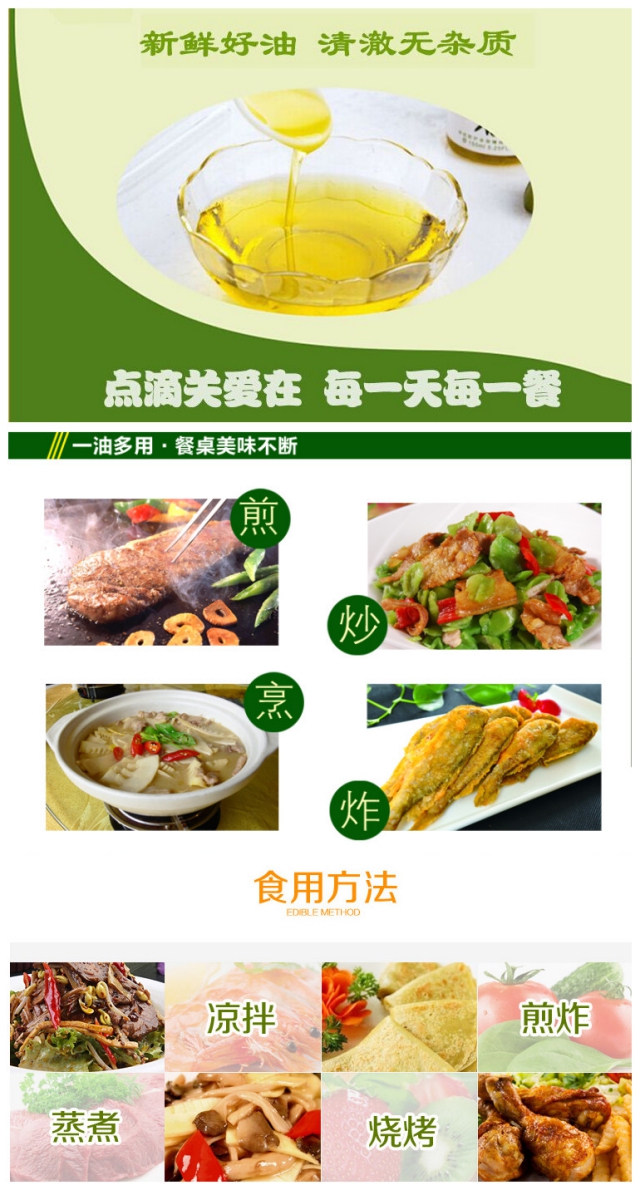 新鲜好油 清澈无杂质
点滴关爱在 每一天每一餐
一油多用·餐桌美味不断
煎
炒
烹
炸
食用方法
EDIBLE METHOD
凉拌
煎炸
蒸煮
烧烤